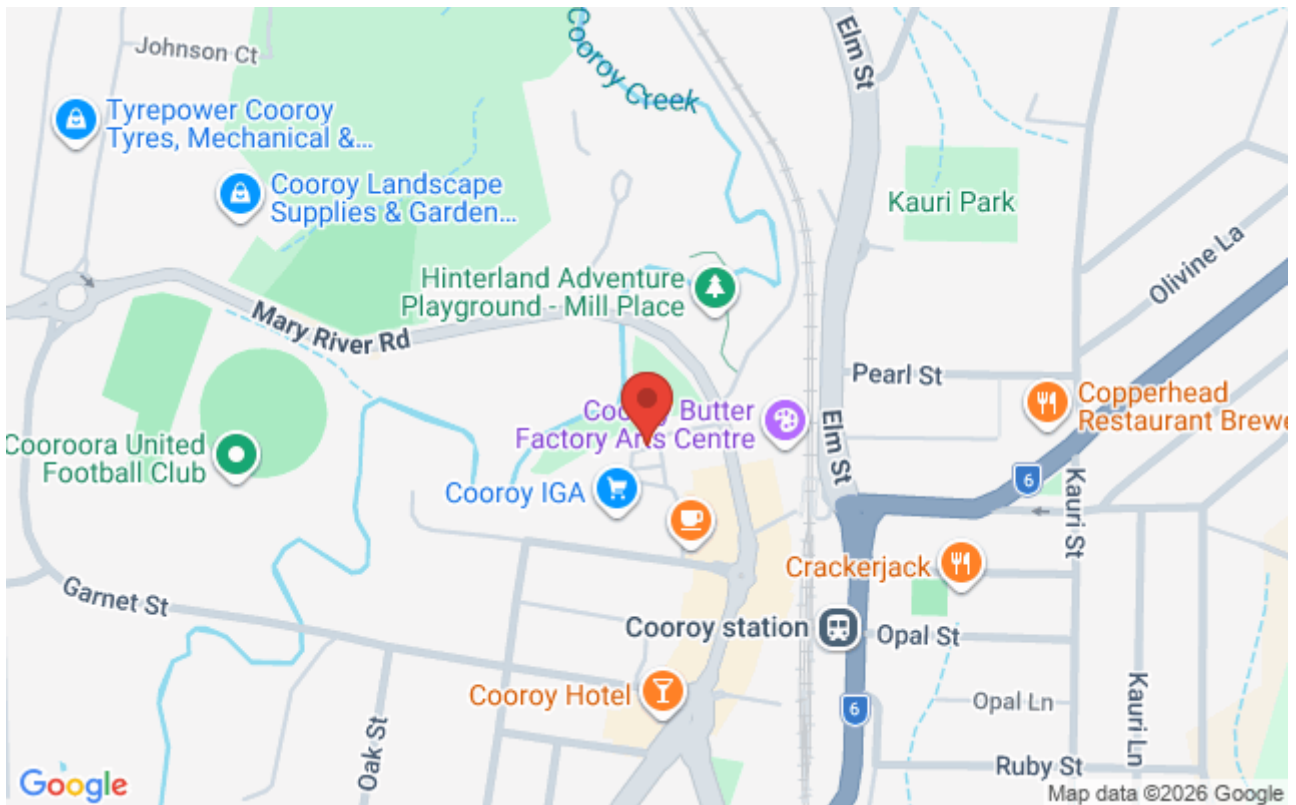 Johnson Ct
Cooroy Creek
Elm St
Tyrepower Cooroy
Tyres, Mechanical &...
Cooroy Landscape
Supplies & Garden...
Kauri Park
Olivine La
Hinterland Adventure
Playground - Mill Place
Mary River Rd
Pearl St
Copperhead
Restaurant Brewe
Cooroy Butter
Factory Arts Centre
Elm St
Cooroora United
Football Club
Cooroy IGA
6
Kauri St
Crackerjack
Garnet St
Cooroy station
Opal St
Cooroy Hotel
Opal Ln
6
Kauri Ln
Oak St
Ruby St
Google
Map data ©2026 Google